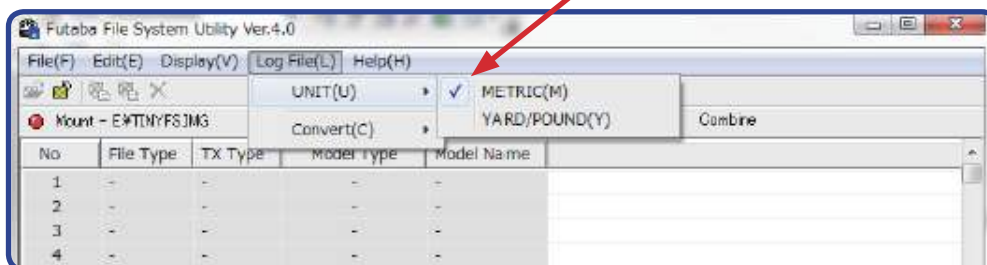 Futaba File System Utility Ver.4.0
File(F) Edit(E) Display(V) Log File(L) Help(H)
UNIT(U) METRIC(M)
YARD/POUND(Y)
Mount - E¥TINYFSIMG Convert(C) Combine
No File Type TX Type Model Type Model Name
1 - - - -
2 - - - -
3 - - - -
4 - - - -